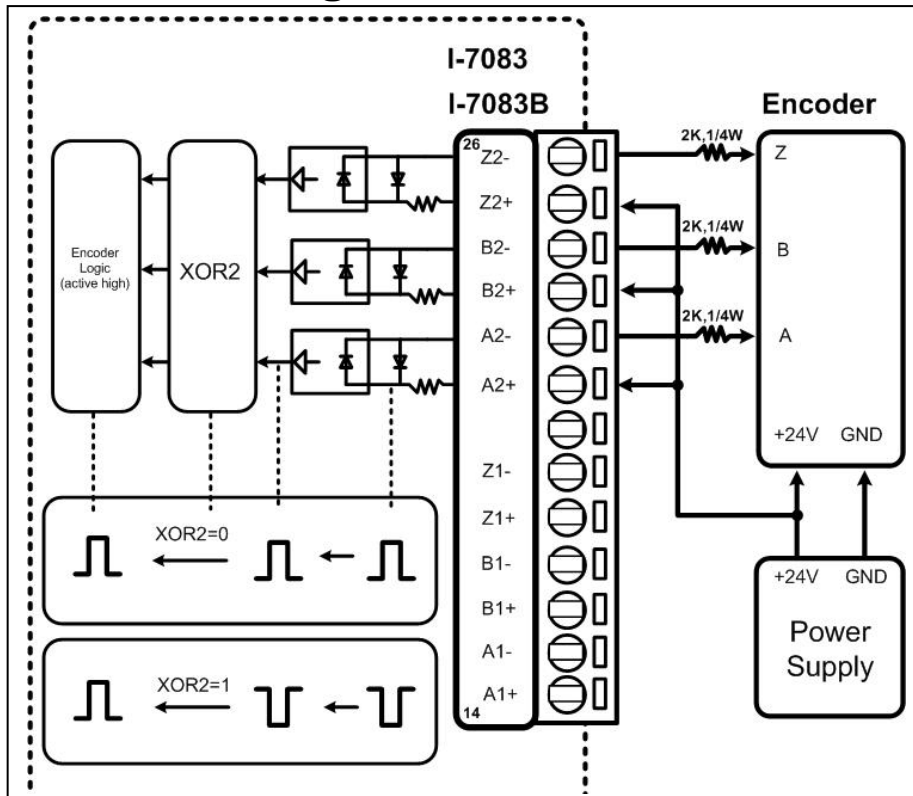 I-7083
I-7083B
Encoder
26
Z2-
Z2+
B2-
B2+
A2-
A2+
Z1-
Z1+
B1-
B1+
A1-
A1+
14
2K,1/4W
2K,1/4W
2K,1/4W
Z
B
A
+24V GND
+24V GND
Power
Supply
Encoder
Logic
(active high)
XOR2
XOR2=0
XOR2=1